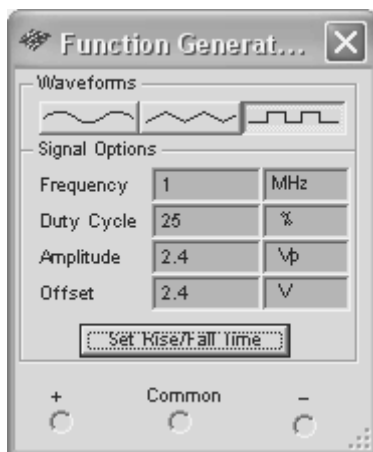 Function Generat...
Waveforms
Signal Options
Frequency 1 MHz
Duty Cycle 25 %
Amplitude 2.4 Vp
Offset 2.4 V
Set Rise/Fall Time
+ Common −